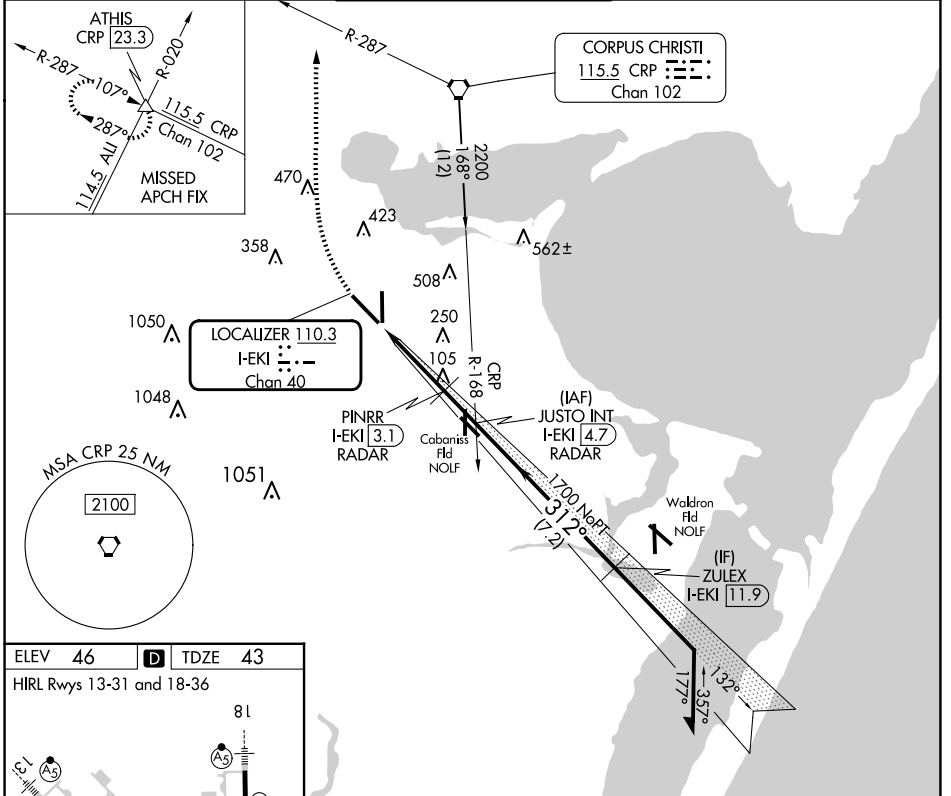 ATHIS
CRP 23.3
R-287
107°
R-020
287°
115.5 CRP
Chan 102
114.5 ALI
MISSED
APCH FIX
R-287
CORPUS CHRISTI
115.5 CRP
Chan 102
2200
168°
(12)
470
423
358
562±
508
1050
250
LOCALIZER 110.3
I-EKI
Chan 40
105
CRP
R-168
1048
PINRR
I-EKI 3.1
RADAR
Cabaniss
Fld
NOLF
(IAF)
JUSTO INT
I-EKI 4.7
RADAR
1051
MSA CRP 25 NM
2100
1700 NoPT
312°
(7.2)
Waldron
Fld
NOLF
(IF)
ZULEX
I-EKI 11.9
177°
357°
132°
ELEV 46 D TDZE 43
HIRL Rwys 13-31 and 18-36
18
A5
13
A5